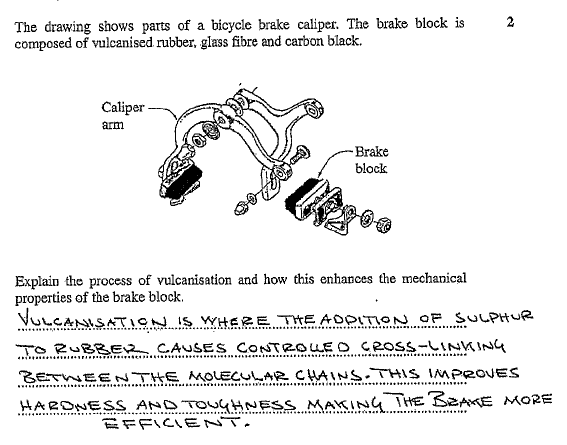 The drawing shows parts of a bicycle brake caliper. The brake block is 2
composed of vulcanised rubber, glass fibre and carbon black.
Caliper
arm
Brake
block
Explain the process of vulcanisation and how this enhances the mechanical
properties of the brake block.
VULCANISATION IS WHERE THE ADDITION OF SULPHUR
TO RUBBER CAUSES CONTROLLED CROSS-LINKING
BETWEEN THE MOLECULAR CHAINS. THIS IMPROVES
HARDNESS AND TOUGHNESS MAKING THE BRAKE MORE
EFFICIENT.